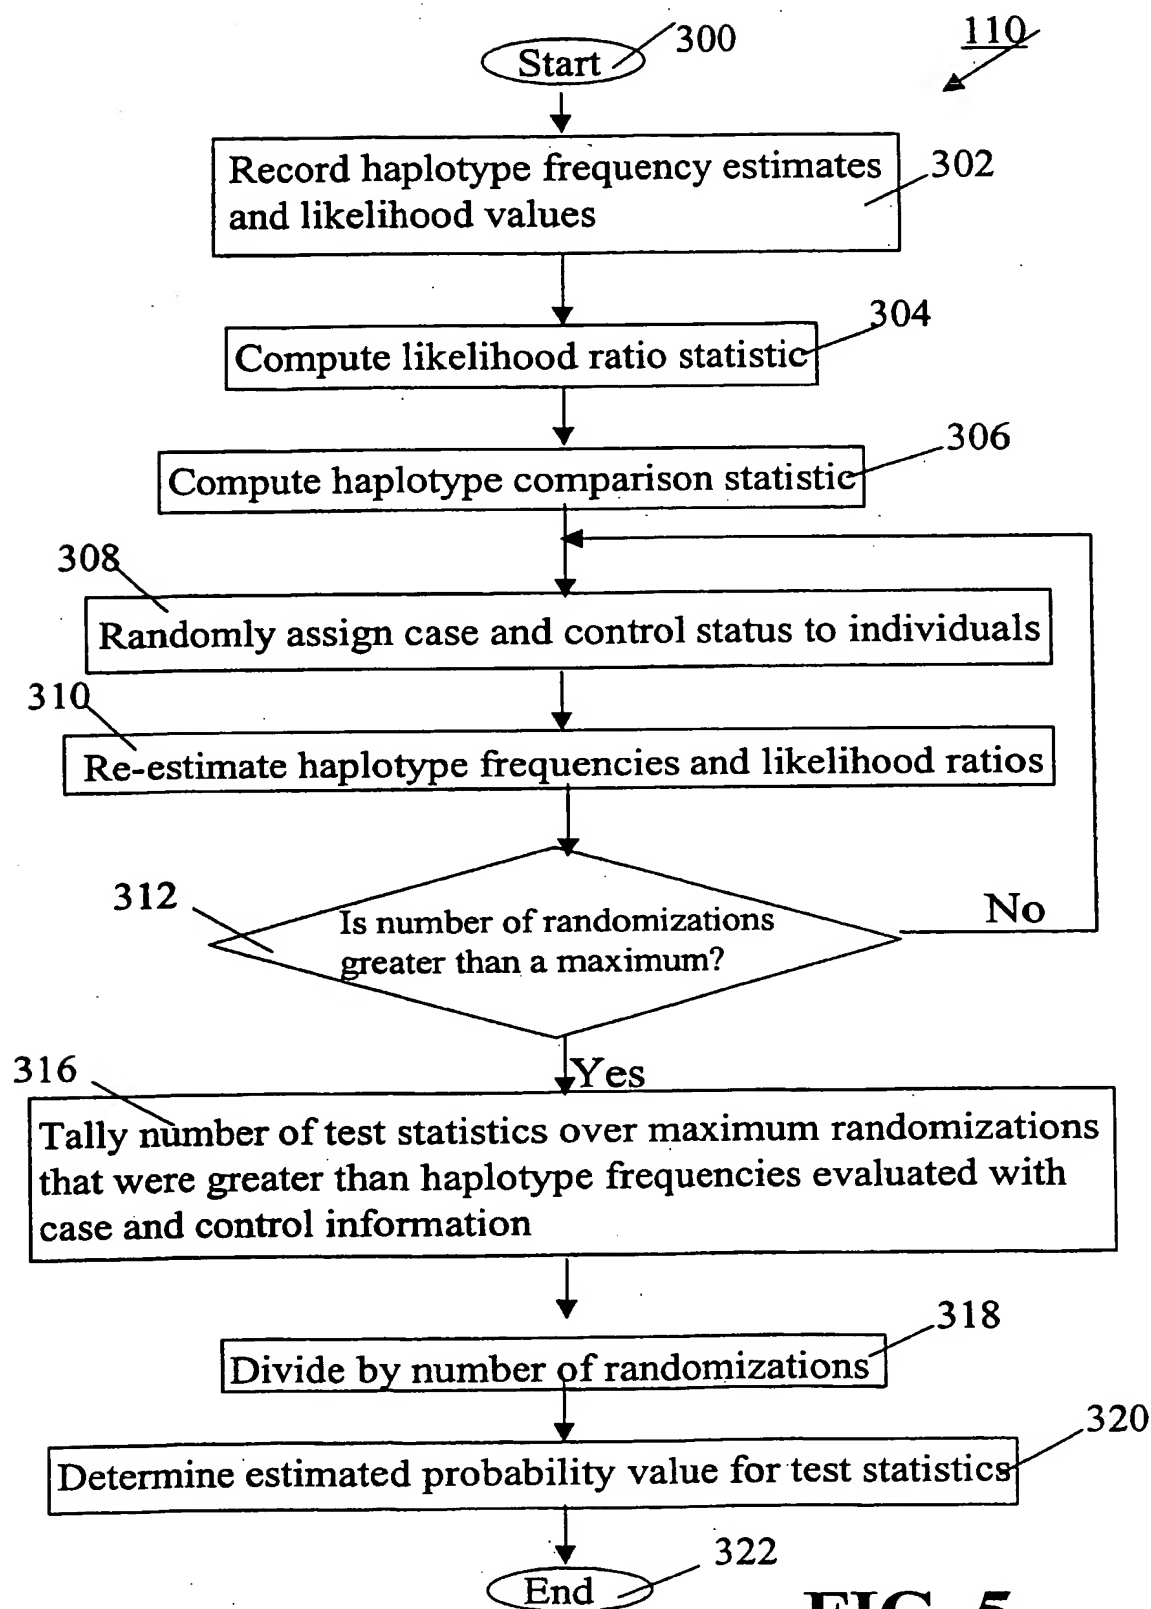 300
110
Start
Record haplotype frequency estimates
and likelihood values
302
304
Compute likelihood ratio statistic
306
Compute haplotype comparison statistic
308
Randomly assign case and control status to individuals
310
Re-estimate haplotype frequencies and likelihood ratios
312
Is number of randomizations
greater than a maximum?
No
Yes
316
Tally number of test statistics over maximum randomizations
that were greater than haplotype frequencies evaluated with
case and control information
318
Divide by number of randomizations
320
Determine estimated probability value for test statistics
322
End
FIG. 5